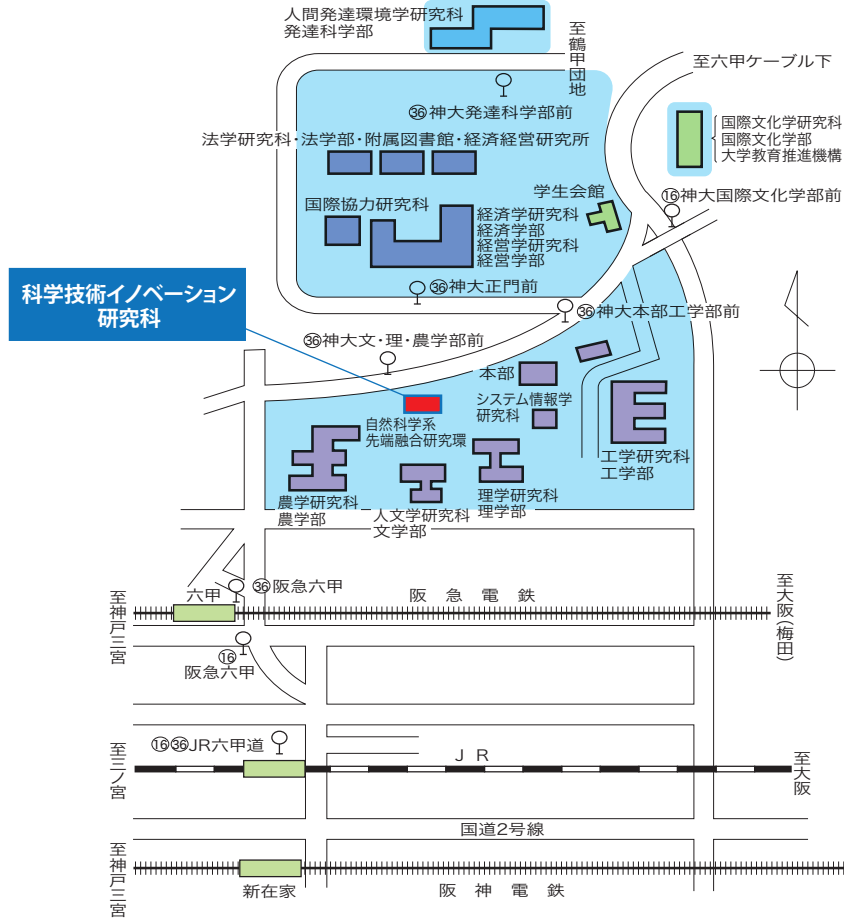 人間発達環境学研究科
発達科学部
至鶴甲団地
至六甲ケーブル下
㊱神大発達科学部前
国際文化学研究科
国際文化学部
大学教育推進機構
法学研究科・法学部・附属図書館・経済経営研究所
学生会館
⑯神大国際文化学部前
国際協力研究科
経済学研究科
経済学部
経営学研究科
経営学部
科学技術イノベーション
研究科
㊱神大正門前
㊱神大本部工学部前
㊱神大文・理・農学部前
本部
システム情報学
研究科
自然科学系
先端融合研究環
工学研究科
工学部
農学研究科
農学部
人文学研究科
文学部
理学研究科
理学部
六甲
㊱阪急六甲
阪急電鉄
至神戸三宮
至大阪(梅田)
⑯
阪急六甲
⑯㊱JR六甲道
JR
至三ノ宮
至大阪
国道2号線
至神戸三宮
新在家
阪神電鉄